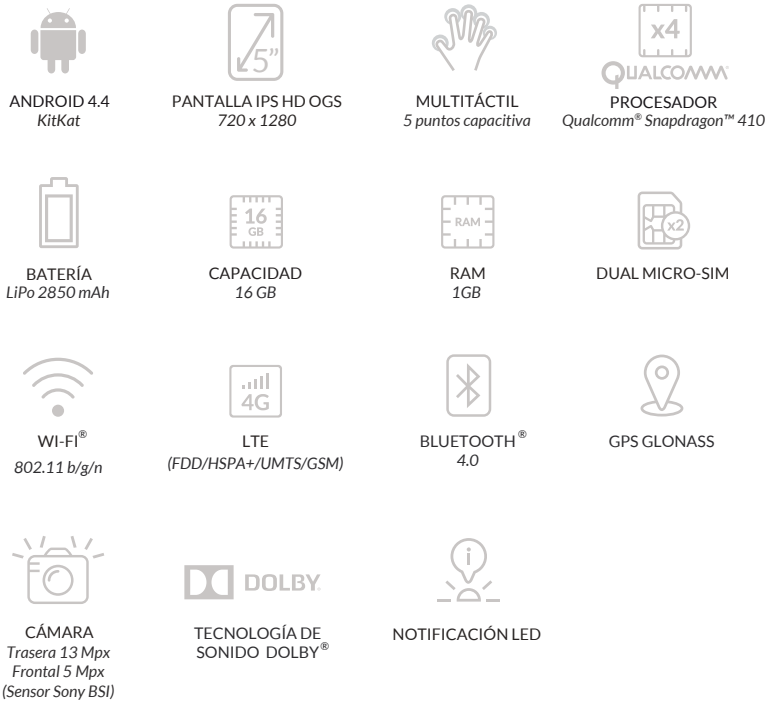 5”
x4
QUALCOMM
ANDROID 4.4
KitKat
PANTALLA IPS HD OGS
720 x 1280
MULTITÁCTIL
5 puntos capacitiva
PROCESADOR
Qualcomm® Snapdragon™ 410
16
GB
RAM
x2
BATERÍA
LiPo 2850 mAh
CAPACIDAD
16 GB
RAM
1GB
DUAL MICRO-SIM
4G
WI-FI®
802.11 b/g/n
LTE
(FDD/HSPA+/UMTS/GSM)
BLUETOOTH®
4.0
GPS GLONASS
DOLBY
i
CÁMARA
Trasera 13 Mpx
Frontal 5 Mpx
(Sensor Sony BSI)
TECNOLOGÍA DE
SONIDO DOLBY®
NOTIFICACIÓN LED